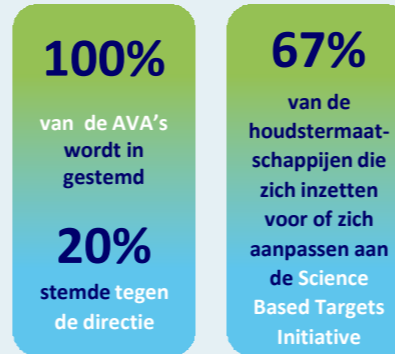 100%
van de AVA's
wordt in
gestemd
20%
stemde tegen
de directie
67%
van de
houdstermaat-
schappijen die
zich inzetten
voor of zich
aanpassen aan
de Science
Based Targets
Initiative